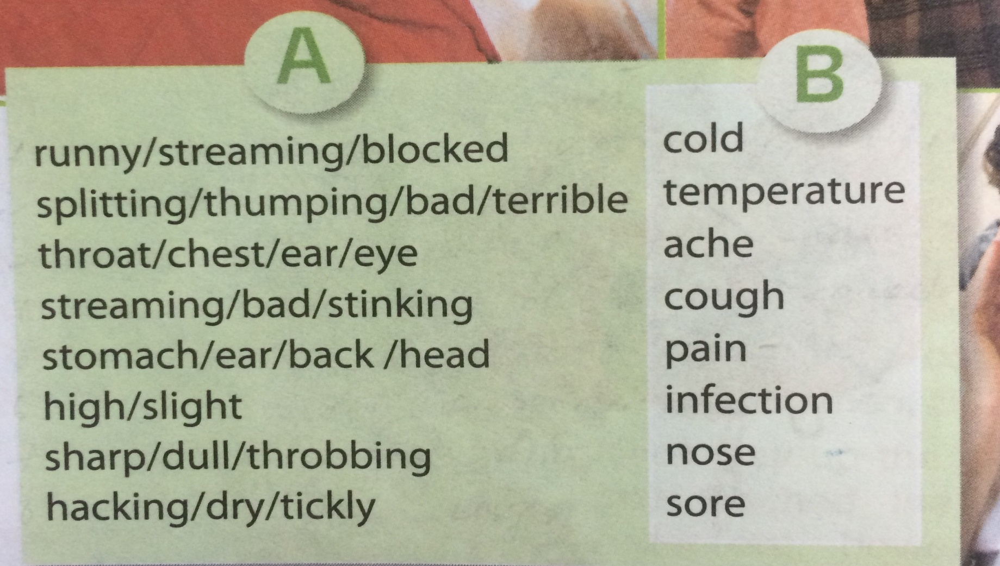 A
runny/streaming/blocked
splitting/thumping/bad/terrible
throat/chest/ear/eye
streaming/bad/stinking
stomach/ear/back /head
high/slight
sharp/dull/throbbing
hacking/dry/tickly
B
cold
temperature
ache
cough
pain
infection
nose
sore